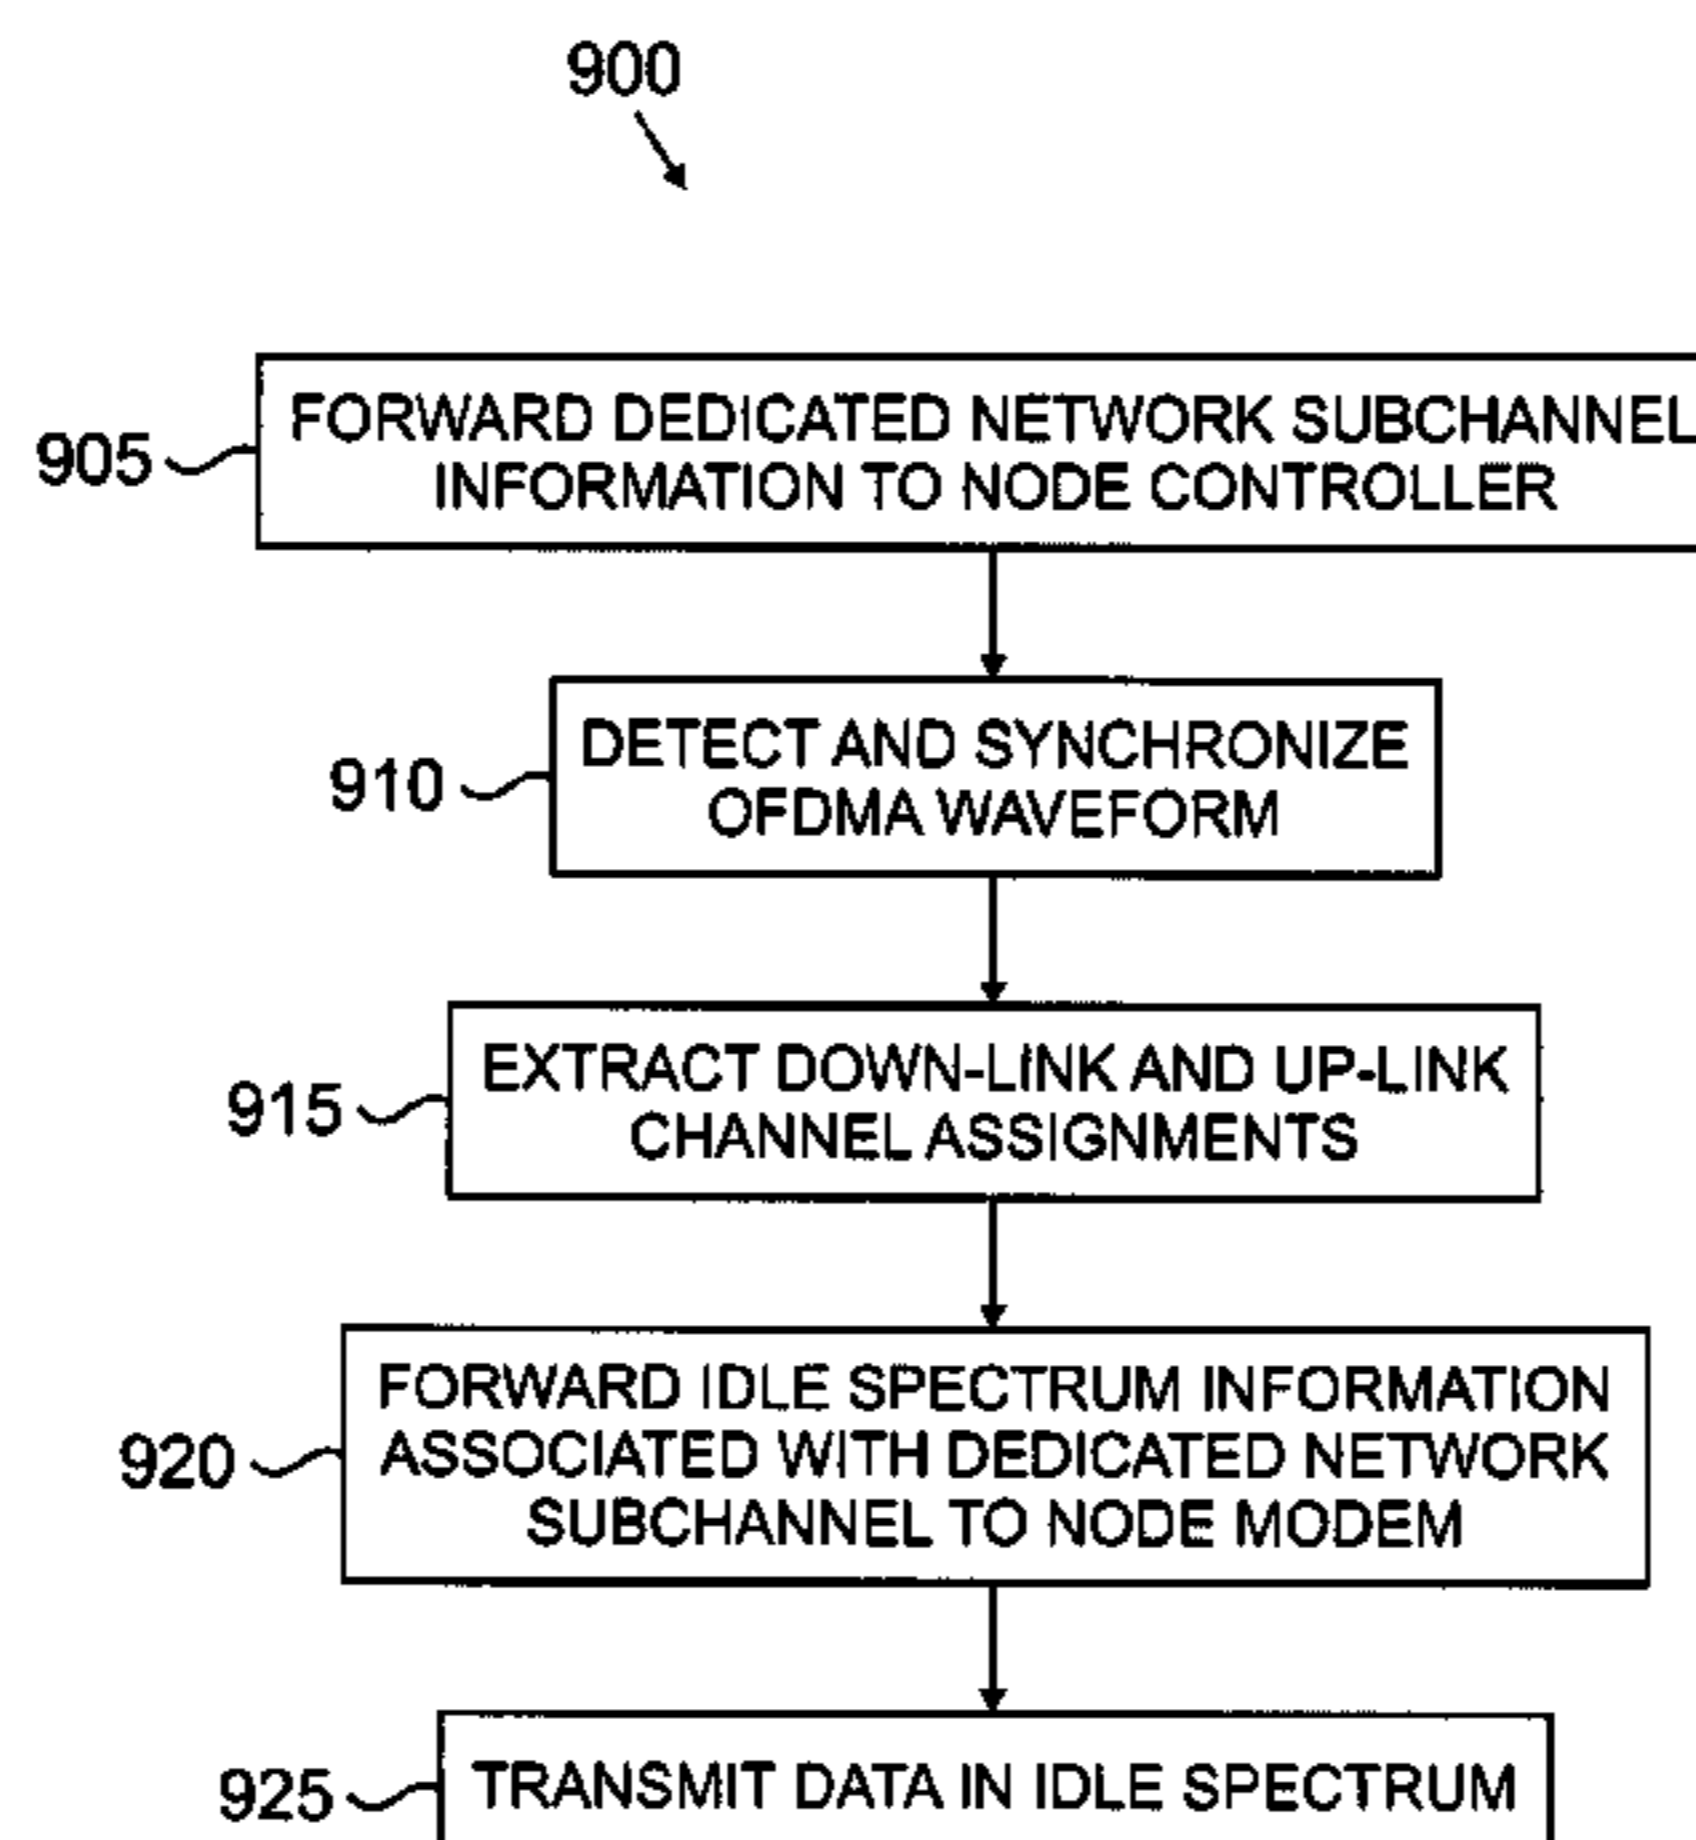 900
905
FORWARD DEDICATED NETWORK SUBCHANNEL
INFORMATION TO NODE CONTROLLER
910
DETECT AND SYNCHRONIZE
OFDMA WAVEFORM
915
EXTRACT DOWN-LINK AND UP-LINK
CHANNEL ASSIGNMENTS
920
FORWARD IDLE SPECTRUM INFORMATION
ASSOCIATED WITH DEDICATED NETWORK
SUBCHANNEL TO NODE MODEM
925
TRANSMIT DATA IN IDLE SPECTRUM